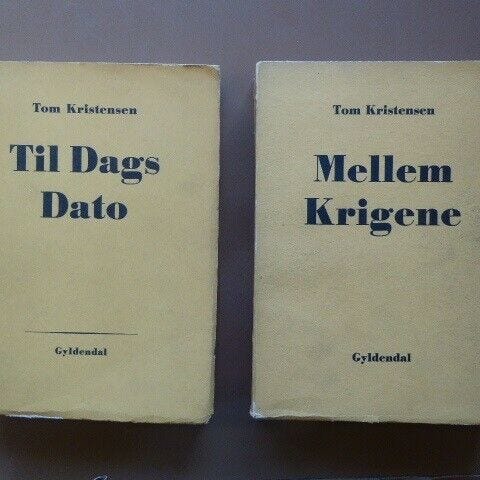 Tom Kristensen
Til Dags
Dato
Gyldendal
Tom Kristensen
Mellem
Krigene
Gyldendal